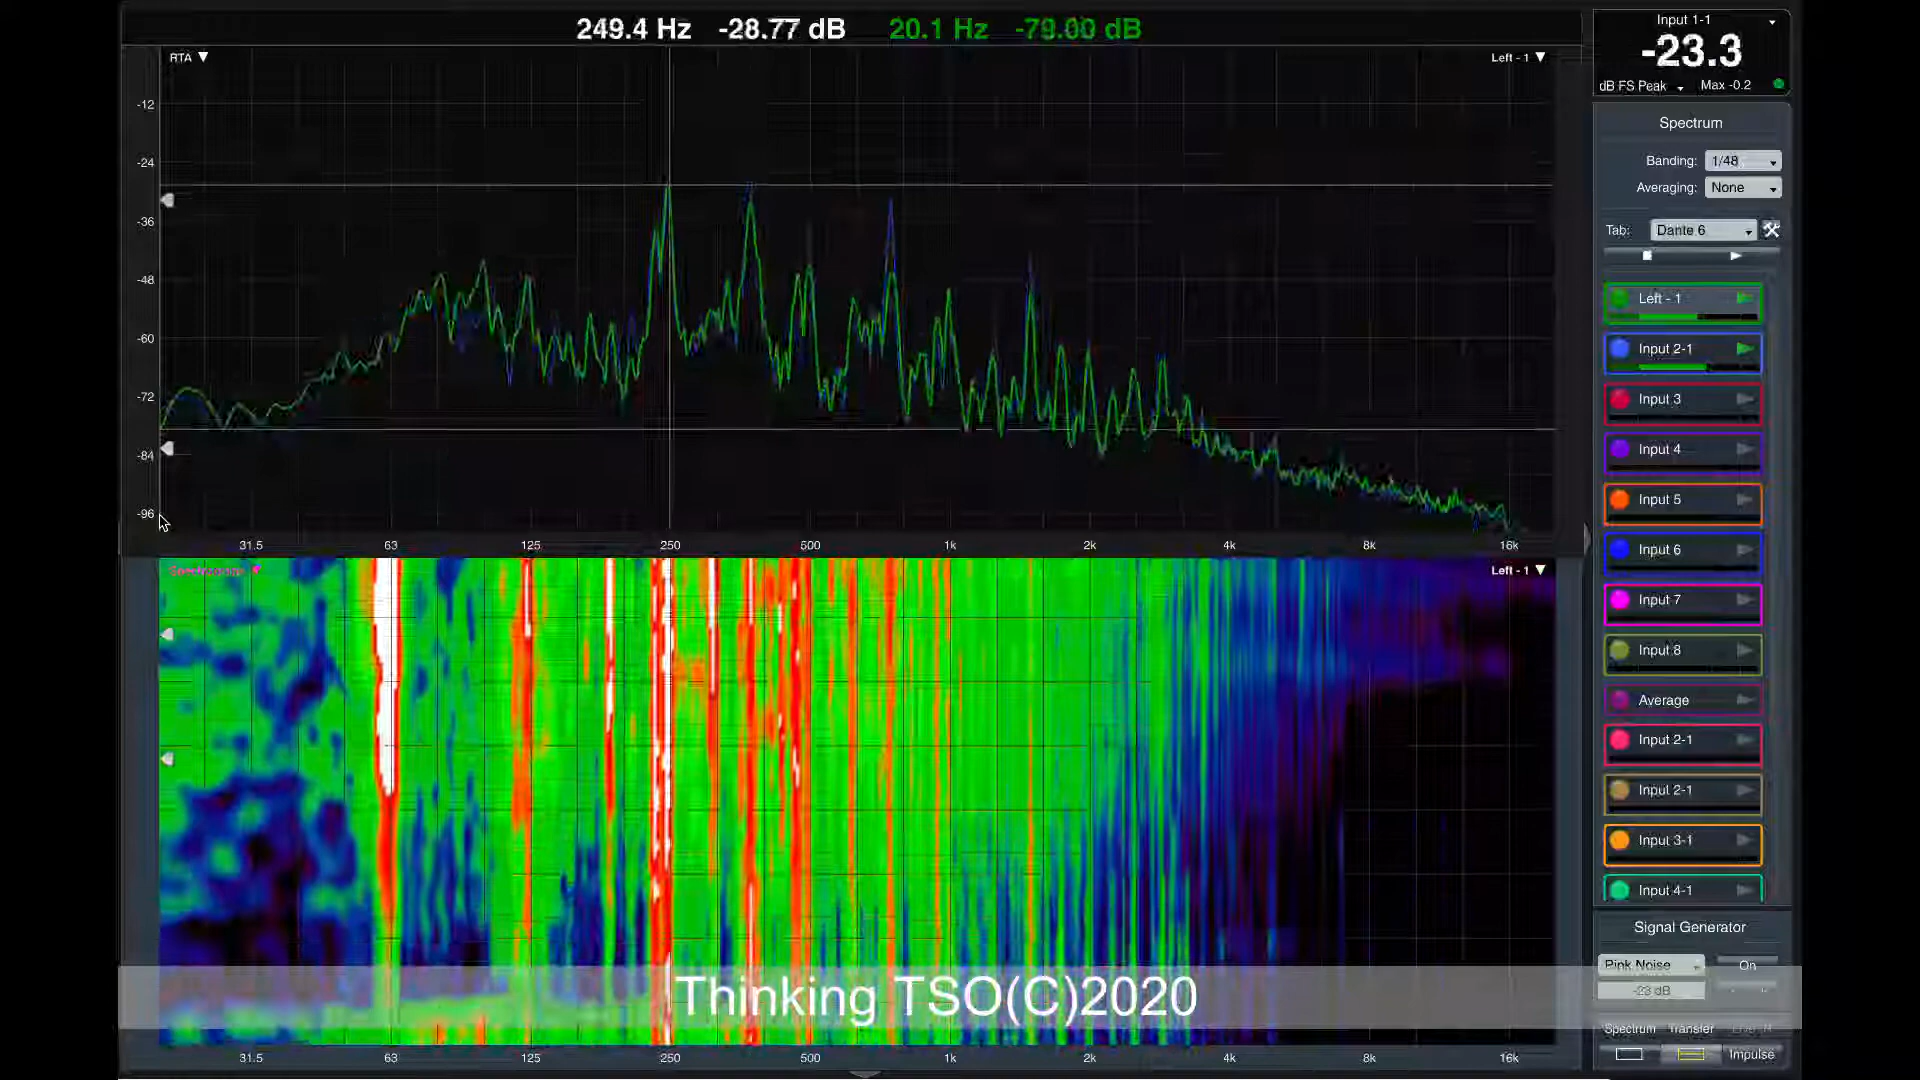 249.4 Hz -28.77 dB 20.1 Hz -79.00 dB
RTA ▼ Left - 1 ▼
-12
-24
-36
-48
-60
-72
-84
-96
31.5 63 125 250 500 1k 2k 4k 8k 16k
Spectrograph ▼ Left - 1 ▼
31.5 63 125 250 500 1k 2k 4k 8k 16k
Thinking TSO(C)2020
Input 1-1
-23.3
dB FS Peak Max -0.2
Spectrum
Banding: 1/48
Averaging: None
Tab: Dante 6
Left - 1
Input 2-1
Input 3
Input 4
Input 5
Input 6
Input 7
Input 8
Average
Input 2-1
Input 2-1
Input 3-1
Input 4-1
Signal Generator
Pink Noise On
-23 dB
Spectrum Transfer
Impulse